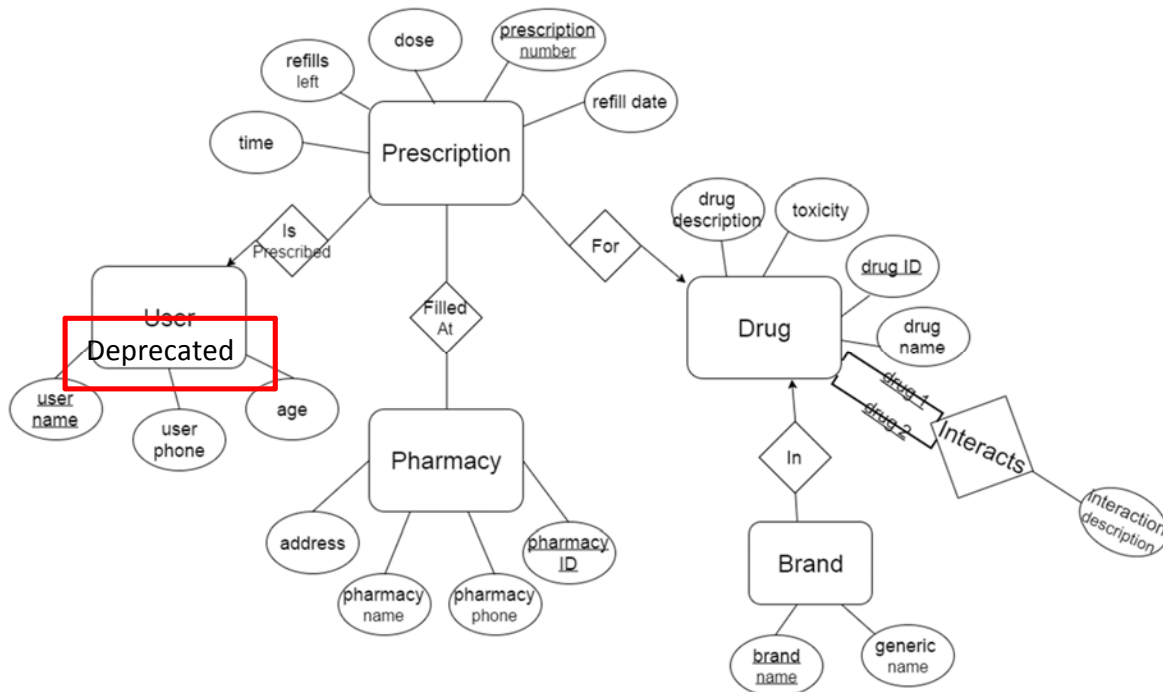 dose
prescription
number
refills
left
refill date
time
Prescription
drug
description
toxicity
Is
Prescribed
For
drug ID
User
Deprecated
Filled
At
Drug
drug
name
user
name
user
phone
age
drug 1
drug 2
Interacts
Pharmacy
In
interaction
description
address
pharmacy
ID
pharmacy
name
pharmacy
phone
Brand
brand
name
generic
name